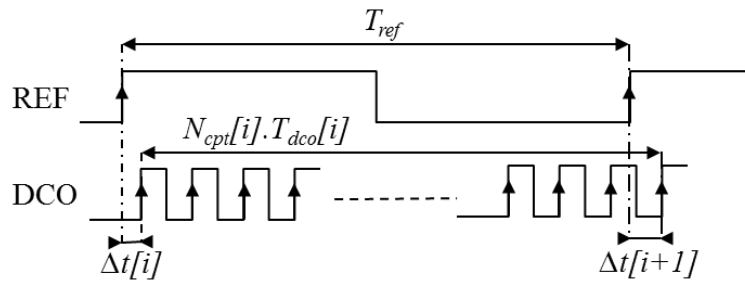 T_ref
REF
N_cpt[i].T_dco[i]
DCO
Δt[i] Δt[i+1]